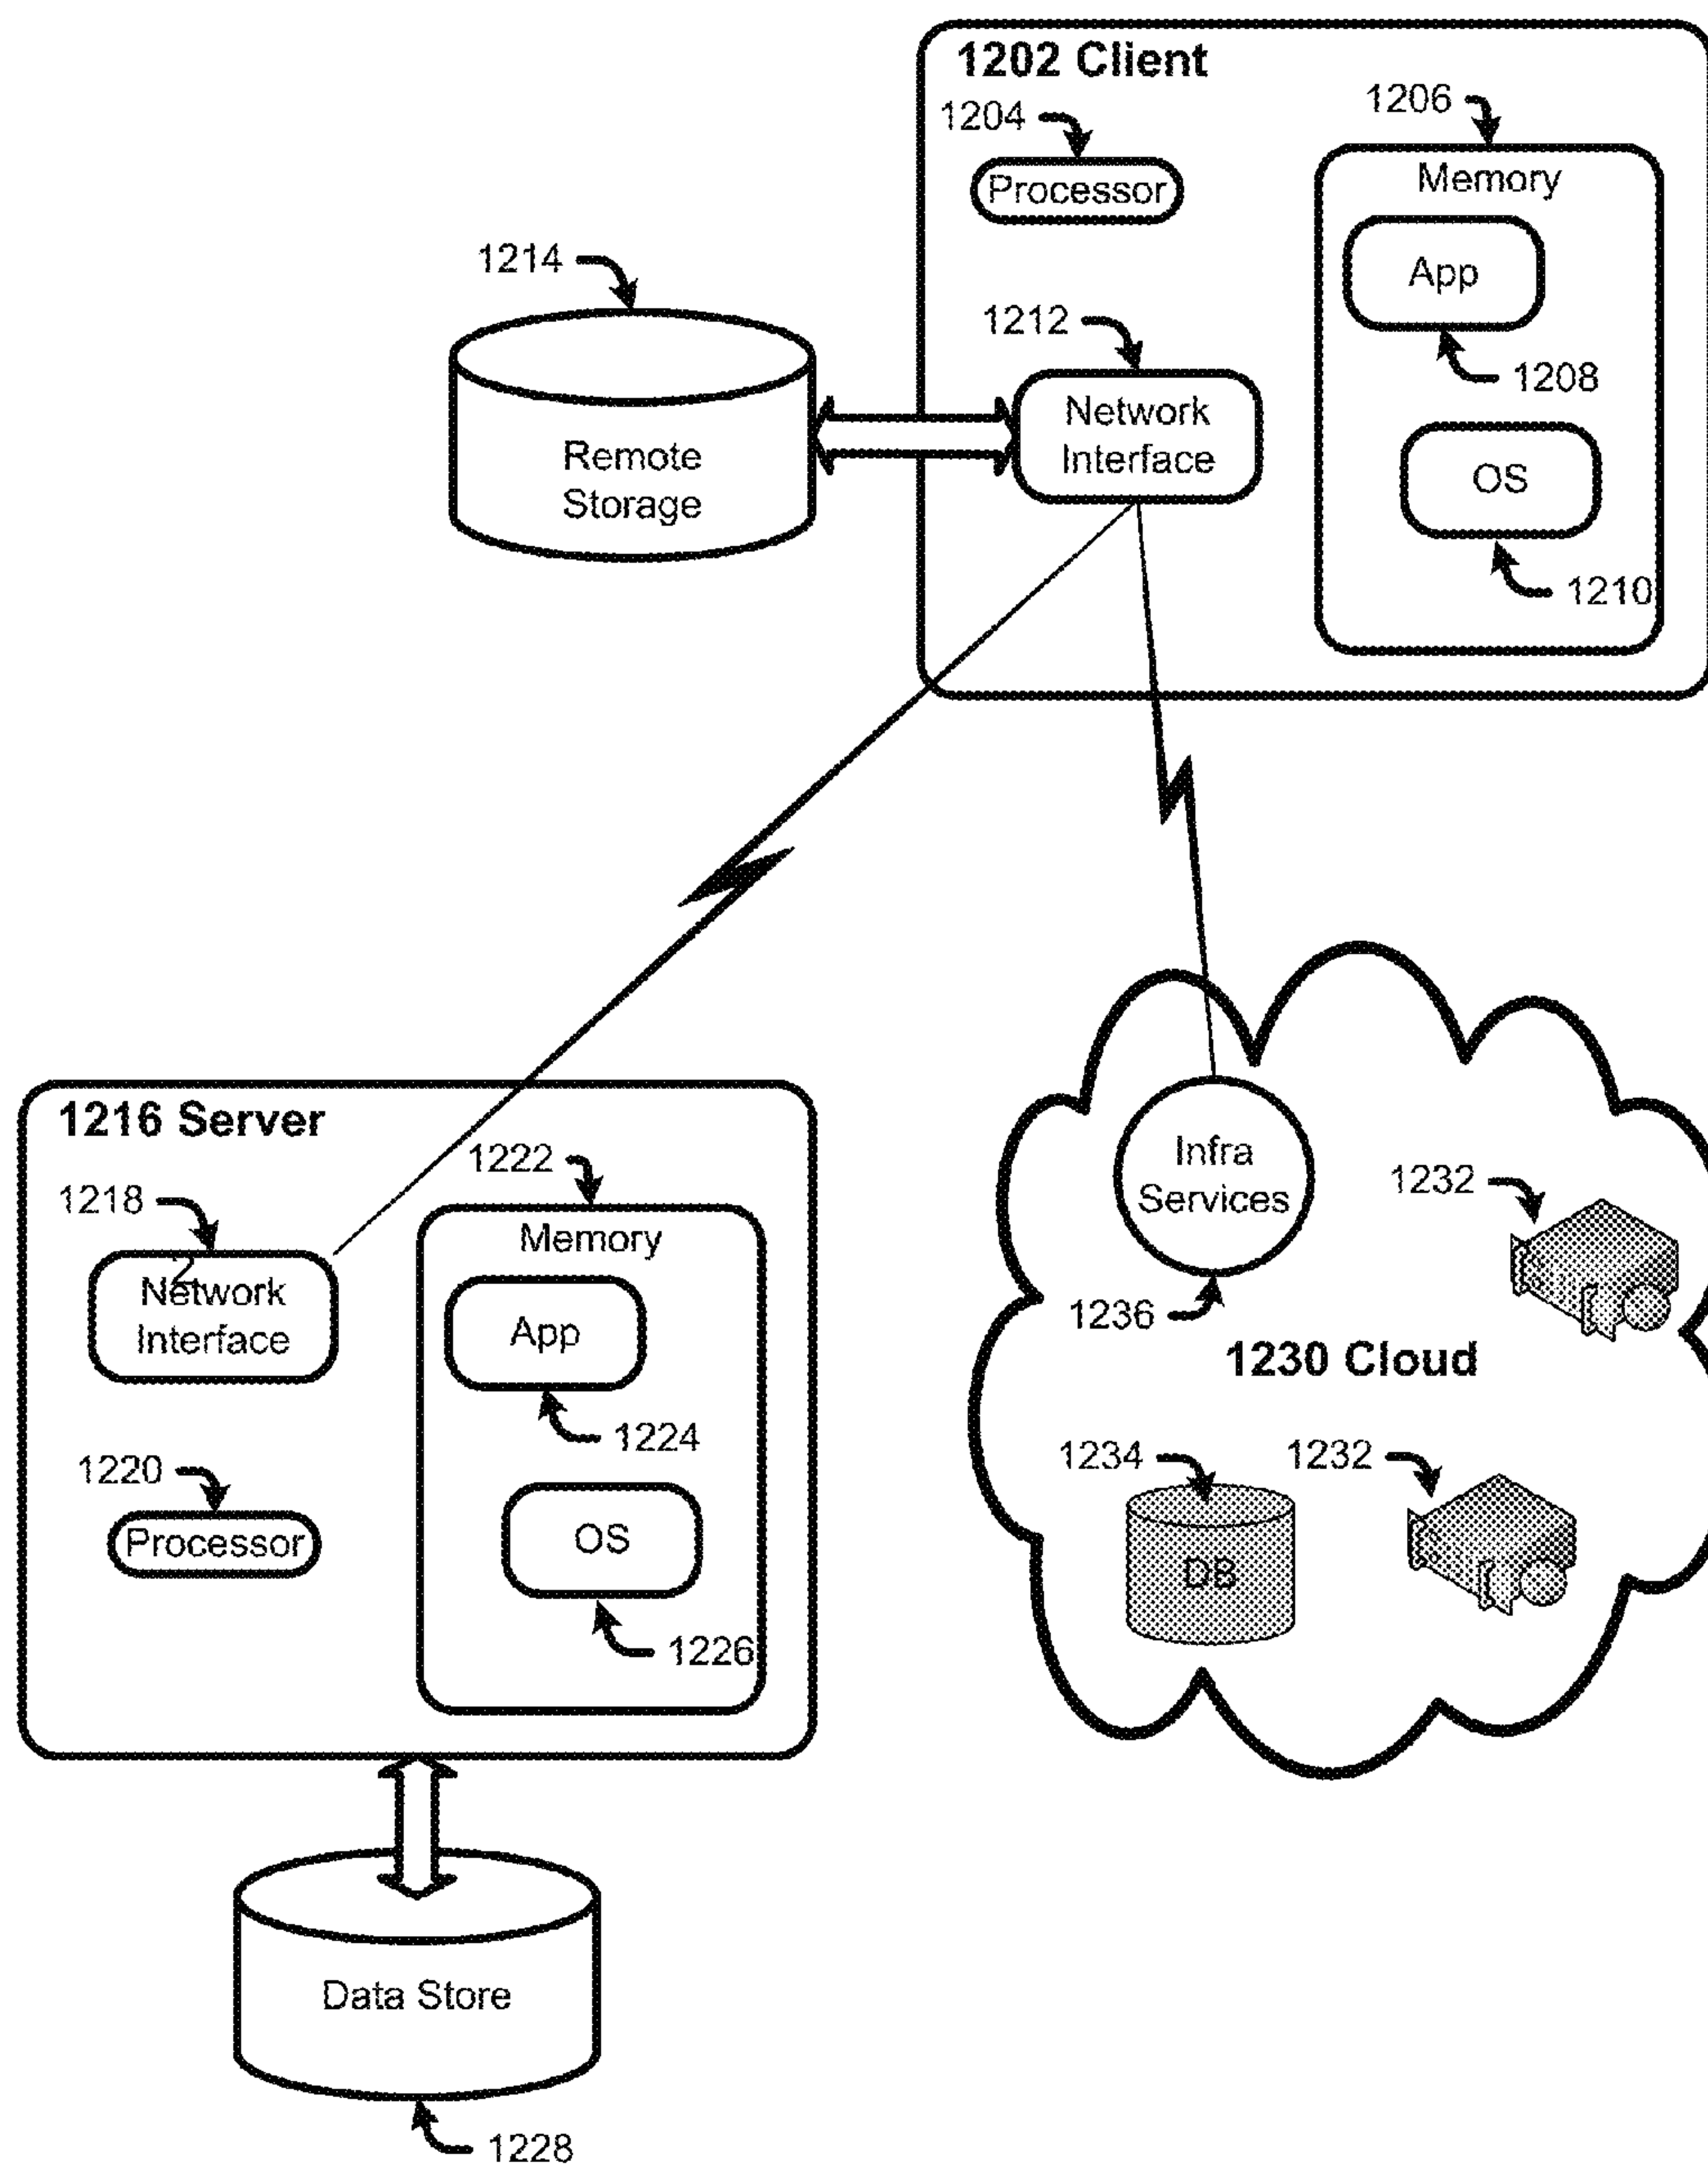 1202 Client
1204
1206
Processor
Memory
App
1208
OS
1210
1212
Network
Interface
1214
Remote
Storage
1216 Server
1218
2
Network
Interface
1220
Processor
1222
Memory
App
1224
OS
1226
Data Store
1228
Infra
Services
1236
1232
1230 Cloud
1234
DB
1232